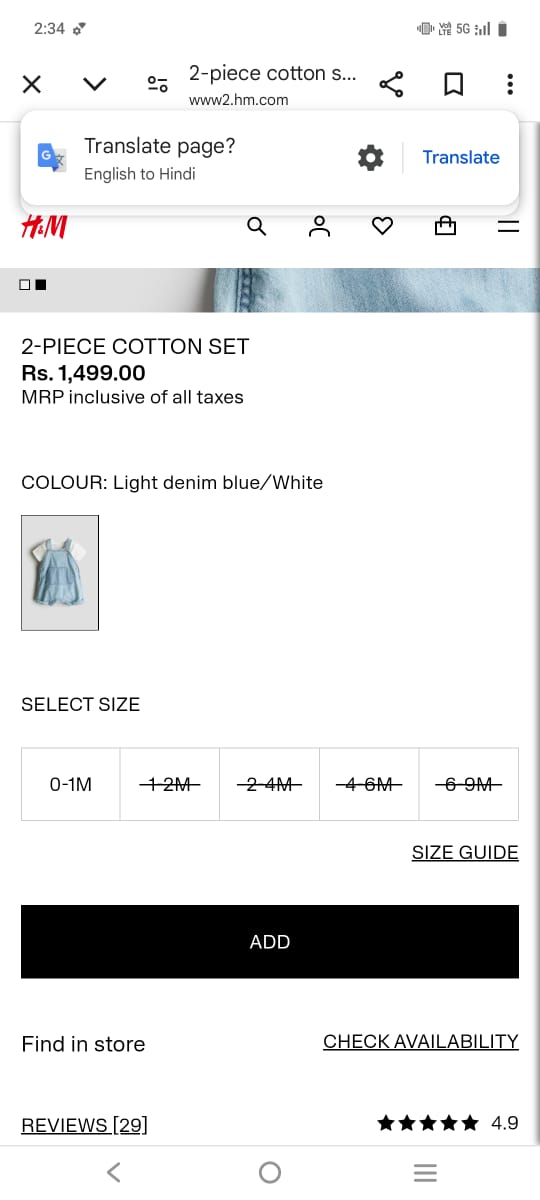 2:34
Vo) LTE 5G
2-piece cotton s...
www2.hm.com
Translate page?
English to Hindi
Translate
H&M
2-PIECE COTTON SET
Rs. 1,499.00
MRP inclusive of all taxes
COLOUR: Light denim blue/White
SELECT SIZE
0-1M 1-2M 2-4M 4-6M 6-9M
SIZE GUIDE
ADD
Find in store CHECK AVAILABILITY
REVIEWS [29] 4.9